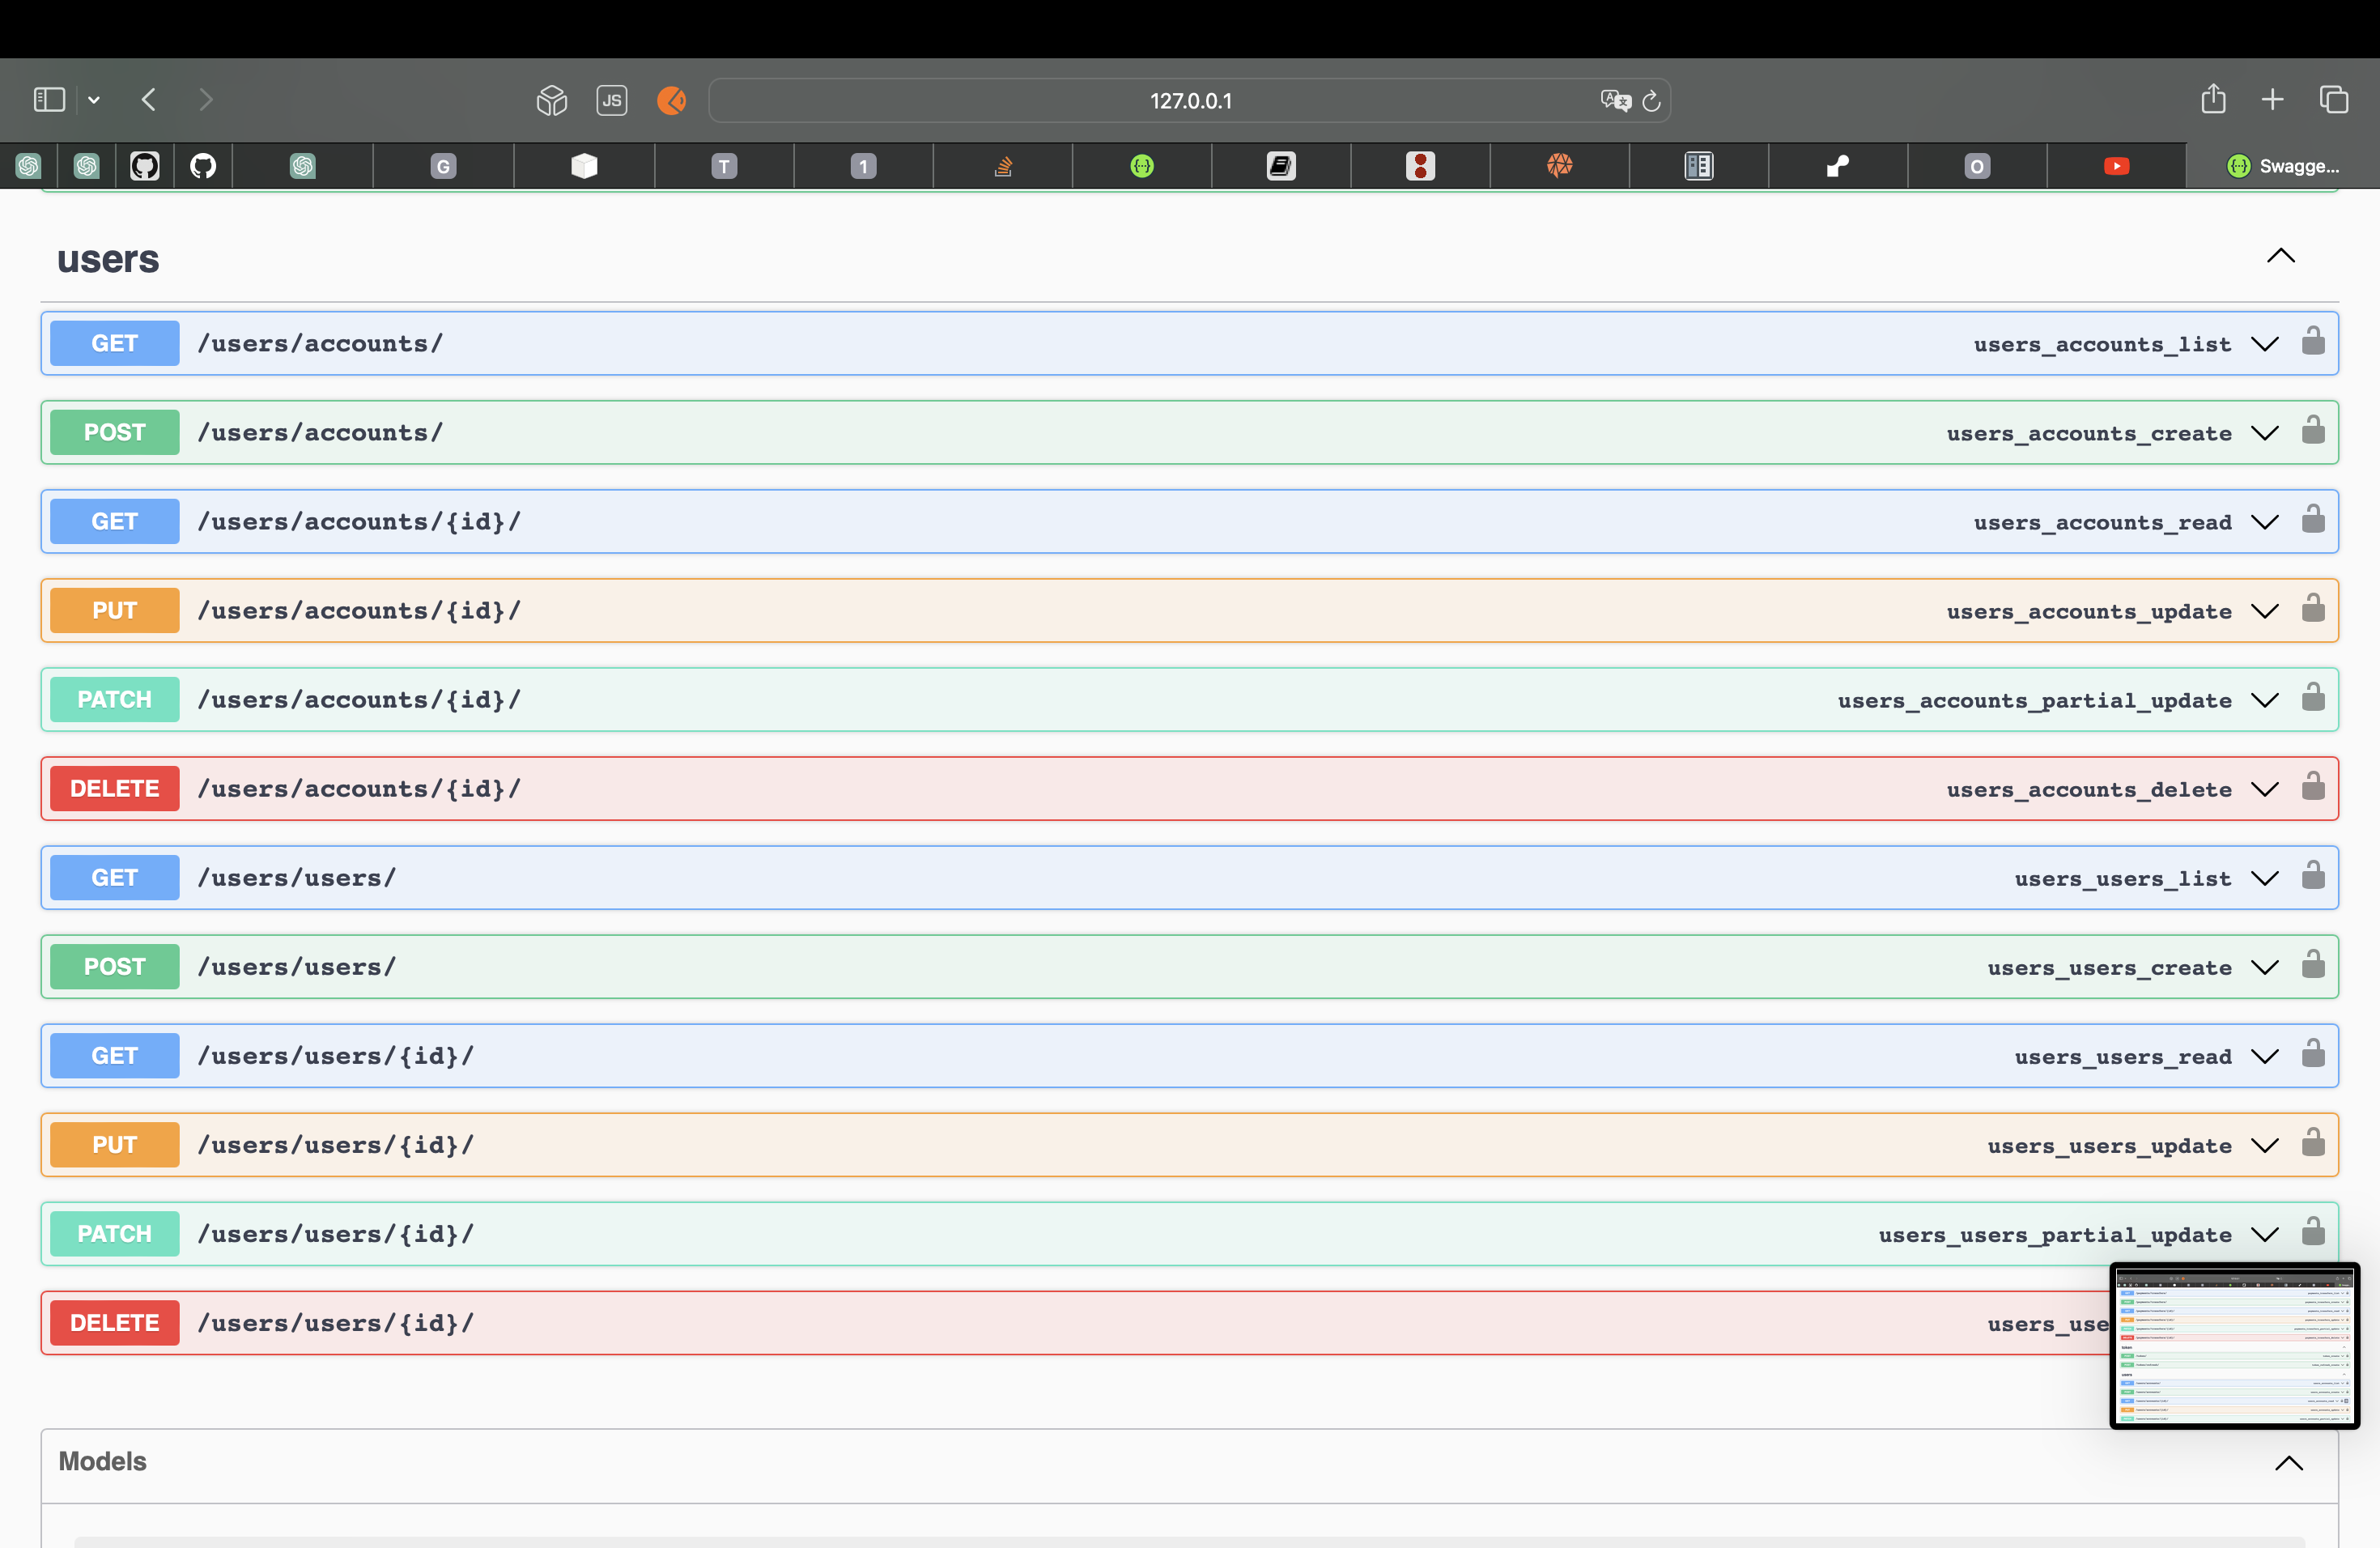 127.0.0.1
JS
G
T
1
O
Swagge...
users
GET /users/accounts/ users_accounts_list
POST /users/accounts/ users_accounts_create
GET /users/accounts/{id}/ users_accounts_read
PUT /users/accounts/{id}/ users_accounts_update
PATCH /users/accounts/{id}/ users_accounts_partial_update
DELETE /users/accounts/{id}/ users_accounts_delete
GET /users/users/ users_users_list
POST /users/users/ users_users_create
GET /users/users/{id}/ users_users_read
PUT /users/users/{id}/ users_users_update
PATCH /users/users/{id}/ users_users_partial_update
DELETE /users/users/{id}/ users_use
Models